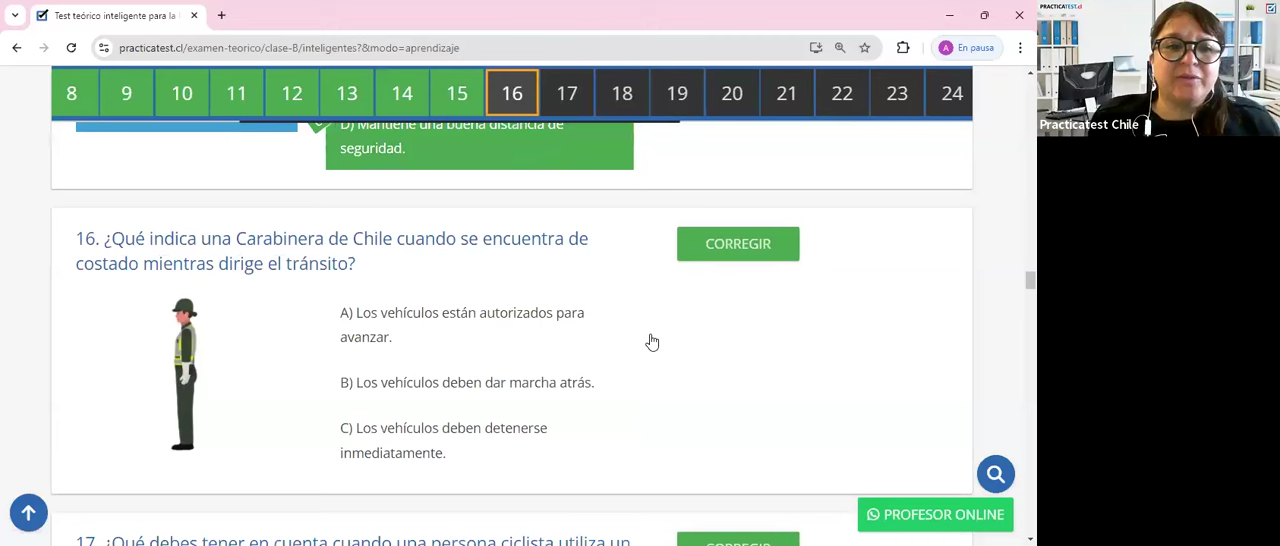 Test teórico inteligente para la
practicatest.cl/examen-teorico/clase-B/inteligentes?&modo=aprendizaje
A
En pausa
PRACTICATEST.cl
Practicatest Chile
8 9 10 11 12 13 14 15 16 17 18 19 20 21 22 23 24
D) Mantiene una buena distancia de
seguridad.
16. ¿Qué indica una Carabinera de Chile cuando se encuentra de
costado mientras dirige el tránsito?
CORREGIR
A) Los vehículos están autorizados para
avanzar.
B) Los vehículos deben dar marcha atrás.
C) Los vehículos deben detenerse
inmediatamente.
PROFESOR ONLINE
17. ¿Qué debes tener en cuenta cuando una persona ciclista utiliza un
CORREGIR